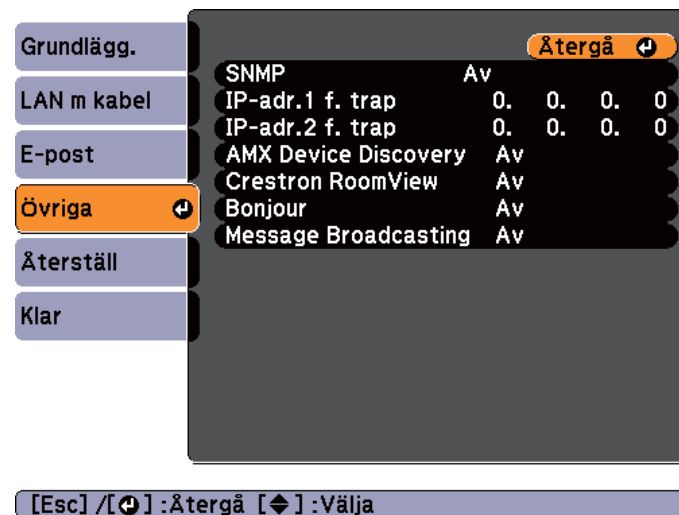 Grundlägg.
LAN m kabel
E-post
Övriga
Återställ
Klar
Återgå
SNMP Av
IP-adr.1 f. trap 0. 0. 0. 0
IP-adr.2 f. trap 0. 0. 0. 0
AMX Device Discovery Av
Crestron RoomView Av
Bonjour Av
Message Broadcasting Av
[Esc] /[ ] :Återgå [ ] :Välja